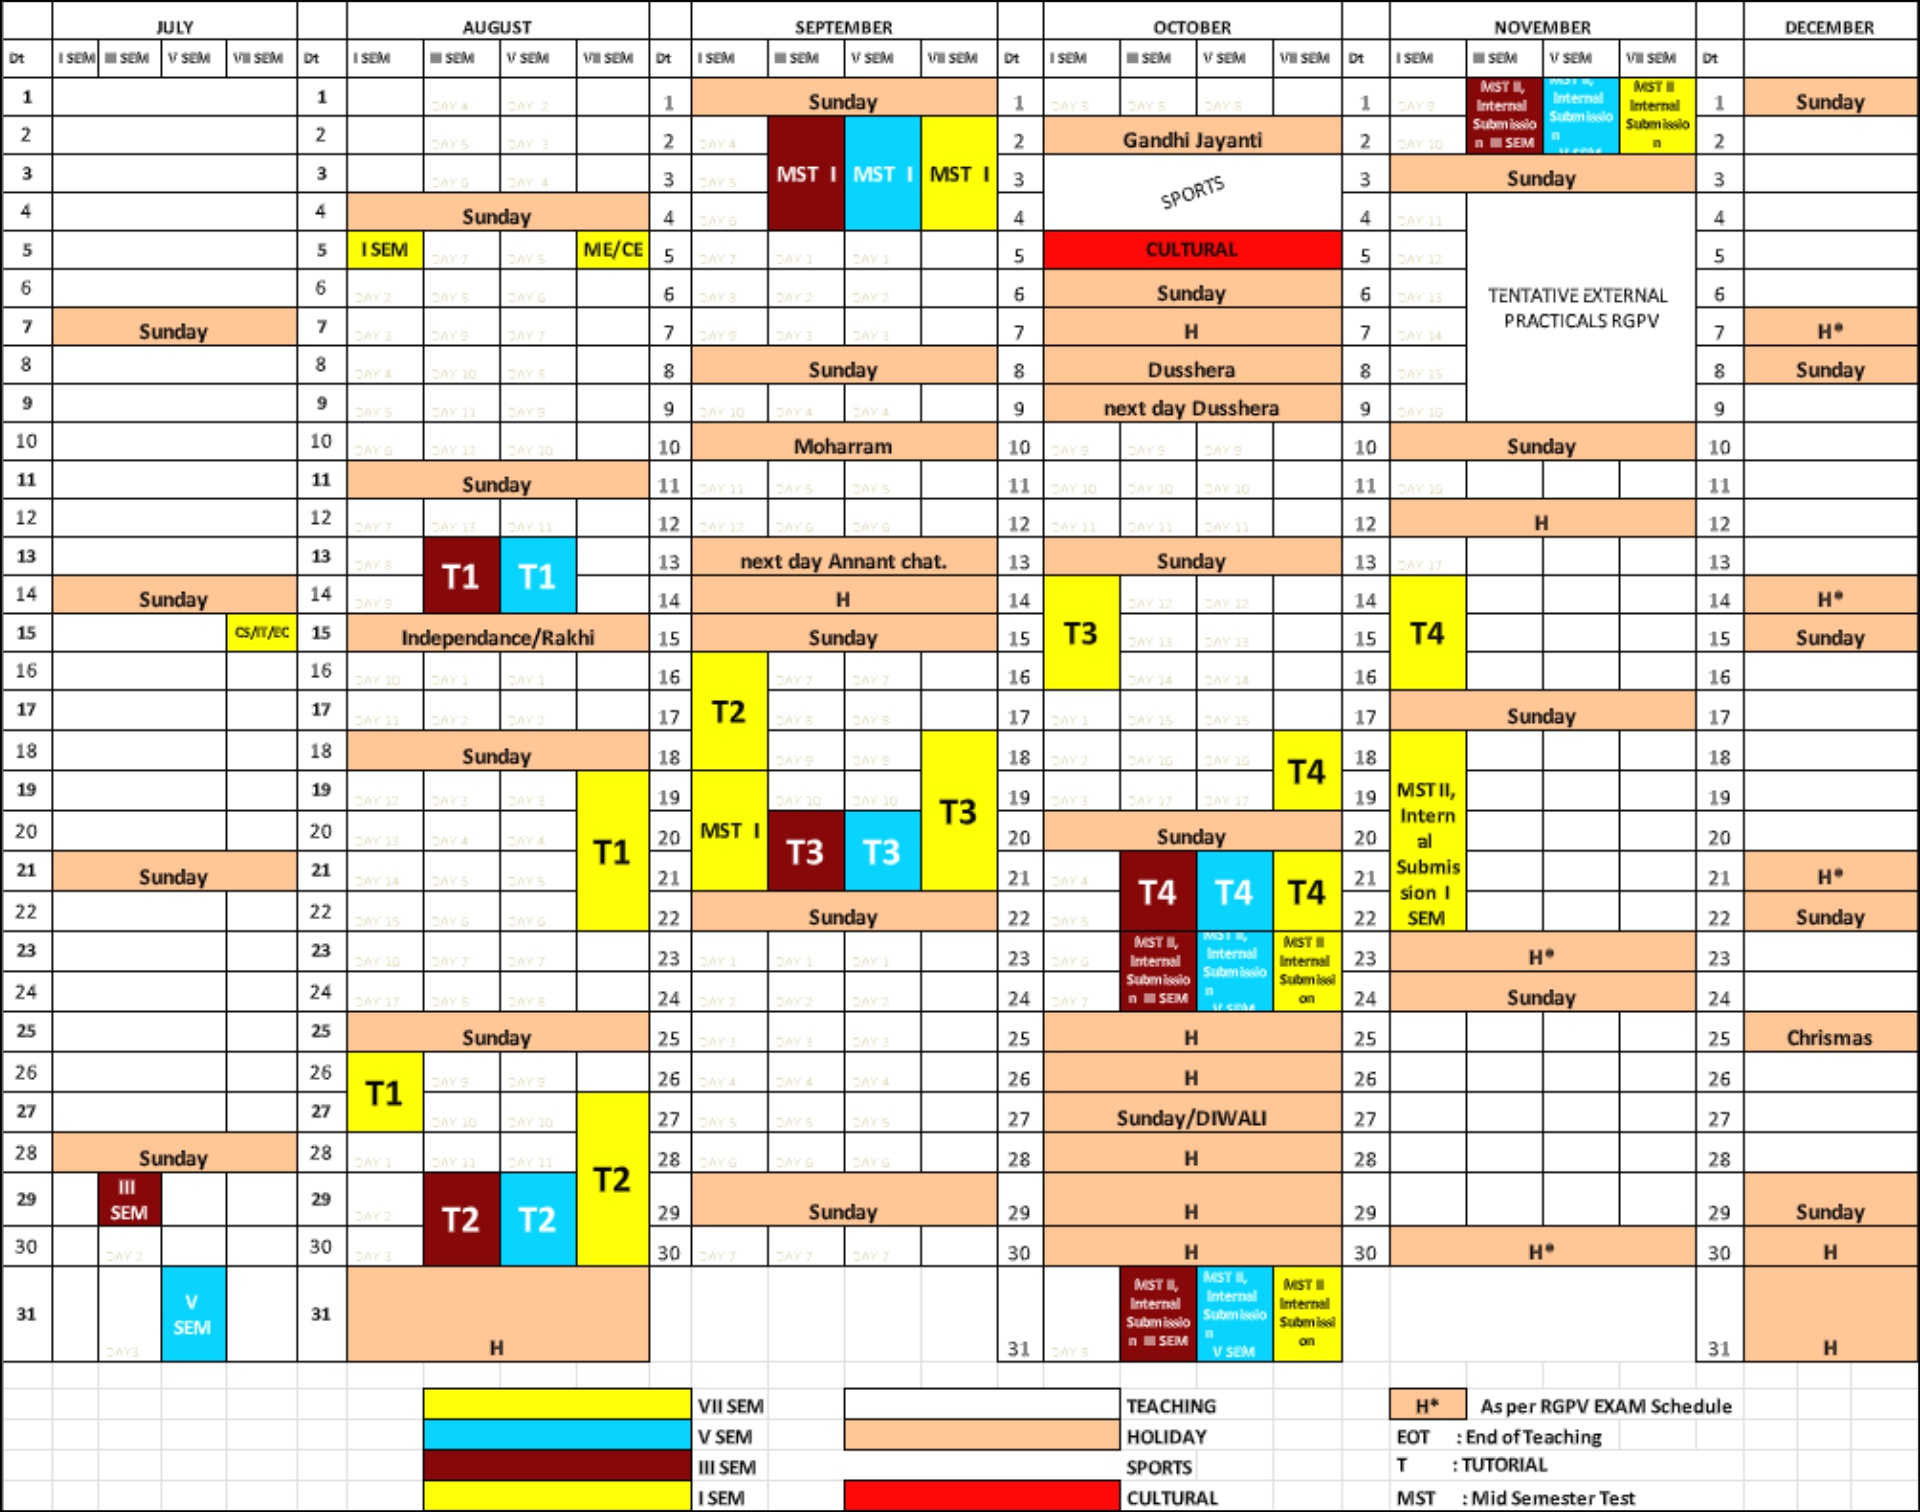 JULY AUGUST SEPTEMBER OCTOBER NOVEMBER DECEMBER
Dt I SEM III SEM V SEM VII SEM Dt I SEM III SEM V SEM VII SEM Dt I SEM III SEM V SEM VII SEM Dt I SEM III SEM V SEM VII SEM Dt I SEM III SEM V SEM VII SEM Dt
1 1 DAY 4 DAY 2 1 Sunday 1 DAY 8 DAY 8 DAY 8 1 DAY 9 MST II, Internal Submission III SEM MST II, Internal Submission V SEM MST II Internal Submission 1 Sunday
2 2 DAY 5 DAY 3 2 DAY 4 MST I MST I MST I 2 Gandhi Jayanti 2 DAY 10 2
3 3 DAY 6 DAY 4 3 DAY 5 3 SPORTS 3 Sunday 3
4 4 Sunday 4 DAY 6 4 4 DAY 11 TENTATIVE EXTERNAL PRACTICALS RGPV 4
5 5 I SEM DAY 7 DAY 5 ME/CE 5 DAY 7 DAY 1 DAY 1 5 CULTURAL 5 DAY 12 5
6 6 DAY 2 DAY 8 DAY 6 6 DAY 8 DAY 2 DAY 2 6 Sunday 6 DAY 13 6
7 Sunday 7 DAY 3 DAY 9 DAY 7 7 DAY 9 DAY 3 DAY 3 7 H 7 DAY 14 7 H*
8 8 DAY 4 DAY 10 DAY 8 8 Sunday 8 Dusshera 8 DAY 15 8 Sunday
9 9 DAY 5 DAY 11 DAY 9 9 DAY 10 DAY 4 DAY 4 9 next day Dusshera 9 DAY 16 9
10 10 DAY 6 DAY 12 DAY 10 10 Moharram 10 DAY 9 DAY 9 DAY 9 10 Sunday 10
11 11 Sunday 11 DAY 11 DAY 5 DAY 5 11 DAY 10 DAY 10 DAY 10 11 DAY 16 11
12 12 DAY 7 DAY 13 DAY 11 12 DAY 12 DAY 6 DAY 6 12 DAY 11 DAY 11 DAY 11 12 H 12
13 13 DAY 8 T1 T1 13 next day Annant chat. 13 Sunday 13 DAY 17 13
14 Sunday 14 DAY 9 14 H 14 T3 DAY 12 DAY 12 14 T4 14 H*
15 CS/IT/EC 15 Independance/Rakhi 15 Sunday 15 DAY 13 DAY 13 15 15 Sunday
16 16 DAY 10 DAY 1 DAY 1 16 T2 DAY 7 DAY 7 16 DAY 14 DAY 14 16 16
17 17 DAY 11 DAY 2 DAY 2 17 DAY 8 DAY 8 17 DAY 1 DAY 15 DAY 15 17 Sunday 17
18 18 Sunday 18 DAY 9 DAY 9 T3 18 DAY 2 DAY 16 DAY 16 T4 18 MST II, Internal Submission I SEM 18
19 19 DAY 12 DAY 3 DAY 3 T1 19 MST I DAY 10 DAY 10 19 DAY 3 DAY 17 DAY 17 19 19
20 20 DAY 13 DAY 4 DAY 4 20 T3 T3 20 Sunday 20 20
21 Sunday 21 DAY 14 DAY 5 DAY 5 21 21 DAY 4 T4 T4 T4 21 21 H*
22 22 DAY 15 DAY 6 DAY 6 22 Sunday 22 DAY 5 22 22 Sunday
23 23 DAY 16 DAY 7 DAY 7 23 DAY 1 DAY 1 DAY 1 23 DAY 6 MST II, Internal Submission III SEM MST II, Internal Submission V SEM MST II Internal Submission 23 H* 23
24 24 DAY 17 DAY 8 DAY 8 24 DAY 2 DAY 2 DAY 2 24 DAY 7 24 Sunday 24
25 25 Sunday 25 DAY 3 DAY 3 DAY 3 25 H 25 25 Chrismas
26 26 T1 DAY 9 DAY 9 26 DAY 4 DAY 4 DAY 4 26 H 26 26
27 27 DAY 10 DAY 10 T2 27 DAY 5 DAY 5 DAY 5 27 Sunday/DIWALI 27 27
28 Sunday 28 DAY 1 DAY 11 DAY 11 28 DAY 6 DAY 6 DAY 6 28 H 28 28
29 III SEM 29 DAY 2 T2 T2 29 Sunday 29 H 29 29 Sunday
30 DAY 2 30 DAY 3 30 DAY 7 DAY 7 DAY 7 30 H 30 H* 30 H
31 DAY3 V SEM 31 H 31 DAY 8 MST II, Internal Submission III SEM MST II, Internal Submission V SEM MST II Internal Submission 31 H
VII SEM TEACHING H* As per RGPV EXAM Schedule
V SEM HOLIDAY EOT : End of Teaching
III SEM SPORTS T : TUTORIAL
I SEM CULTURAL MST : Mid Semester Test